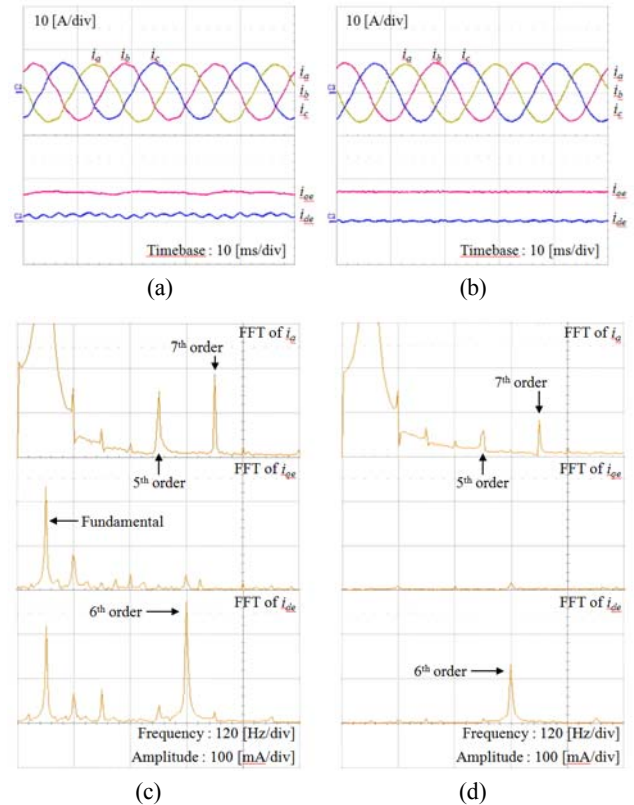 10 [A/div]
i_a i_b i_c
i_a
i_b
i_c
i_qe
i_de
Timebase : 10 [ms/div]
(a)
10 [A/div]
i_a i_b i_c
i_a
i_b
i_c
i_qe
i_de
Timebase : 10 [ms/div]
(b)
FFT of i_a
7th order
5th order
FFT of i_qe
Fundamental
FFT of i_de
6th order
Frequency : 120 [Hz/div]
Amplitude : 100 [mA/div]
(c)
FFT of i_a
7th order
5th order
FFT of i_qe
FFT of i_de
6th order
Frequency : 120 [Hz/div]
Amplitude : 100 [mA/div]
(d)